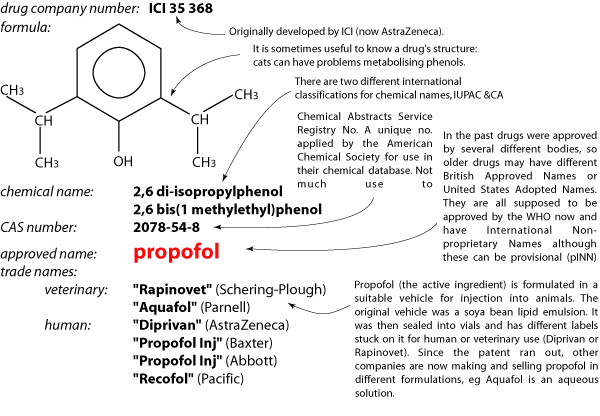 drug company number: ICI 35 368
Originally developed by ICI (now AstraZeneca).
formula:
It is sometimes useful to know a drug's structure:
cats can have problems metabolising phenols.
There are two different international
classifications for chemical names, IUPAC &CA
CH3
CH
CH3
OH
CH3
CH
CH3
Chemical Abstracts Service
Registry No. A unique no.
applied by the American
Chemical Society for use in
their chemical database. Not
much use to
In the past drugs were approved
by several different bodies, so
older drugs may have different
British Approved Names or
United States Adopted Names.
They are all supposed to be
approved by the WHO now and
have International Non-
proprietary Names although
these can be provisional (pINN)
chemical name: 2,6 di-isopropylphenol
2,6 bis(1 methylethyl)phenol
CAS number: 2078-54-8
approved name: propofol
trade names:
veterinary: "Rapinovet" (Schering-Plough)
"Aquafol" (Parnell)
human: "Diprivan" (AstraZeneca)
"Propofol Inj" (Baxter)
"Propofol Inj" (Abbott)
"Recofol" (Pacific)
Propofol (the active ingredient) is formulated in a
suitable vehicle for injection into animals. The
original vehicle was a soya bean lipid emulsion. It
was then sealed into vials and has different labels
stuck on it for human or veterinary use (Diprivan or
Rapinovet). Since the patent ran out, other
companies are now making and selling propofol in
different formulations, eg Aquafol is an aqueous
solution.